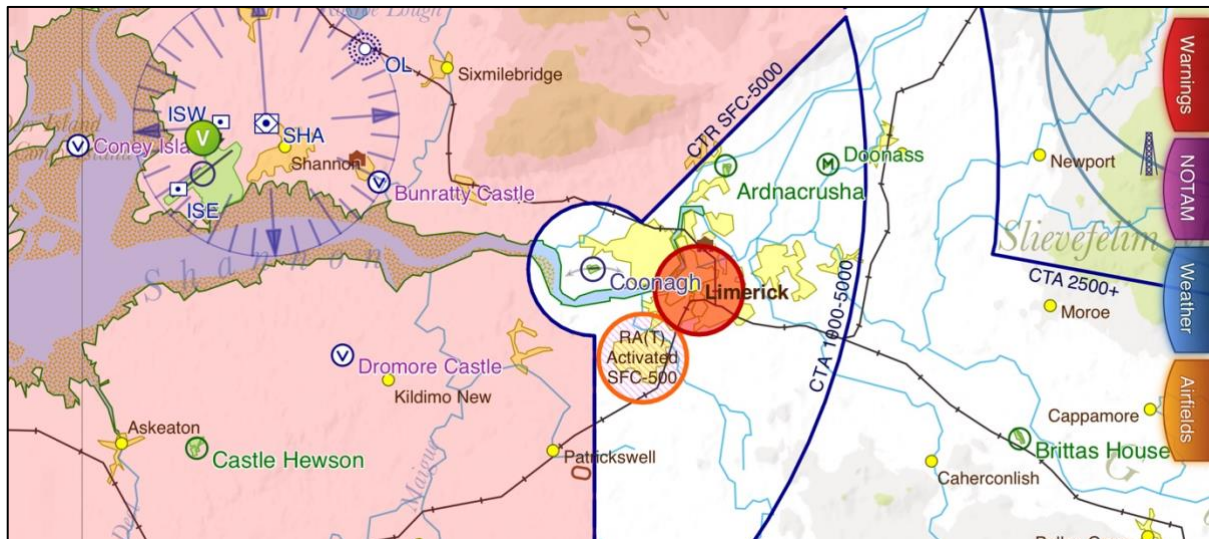 OL
Sixmilebridge
ISW
V
SHA
Coney Isla
Shannon
Bunratty Castle
ISE
Shannon
CTR SFC-5000
Ardnacrusha
Doonass
M
Newport
Slievefelim
CTA 2500+
Moroe
Coonagh
Limerick
RA(T)
Activated
SFC-500
CTA 1000-5000
V
Dromore Castle
Kildimo New
Askeaton
Castle Hewson
Maigue
Patrickswell
Cappamore
Brittas House
Caherconlish
G
Warnings
NOTAM
Weather
Airfields